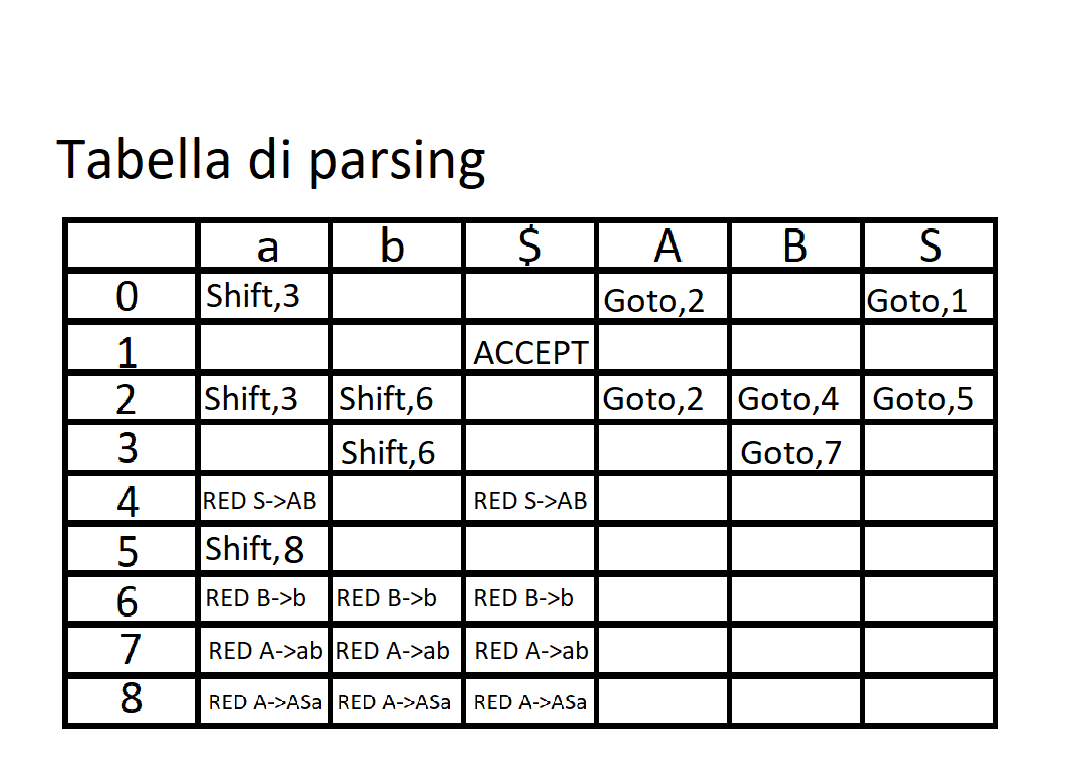 Tabella di parsing
a b $ A B S
0 Shift,3 Goto,2 Goto,1
1 ACCEPT
2 Shift,3 Shift,6 Goto,2 Goto,4 Goto,5
3 Shift,6 Goto,7
4 RED S->AB RED S->AB
5 Shift,8
6 RED B->b RED B->b RED B->b
7 RED A->ab RED A->ab RED A->ab
8 RED A->ASa RED A->ASa RED A->ASa